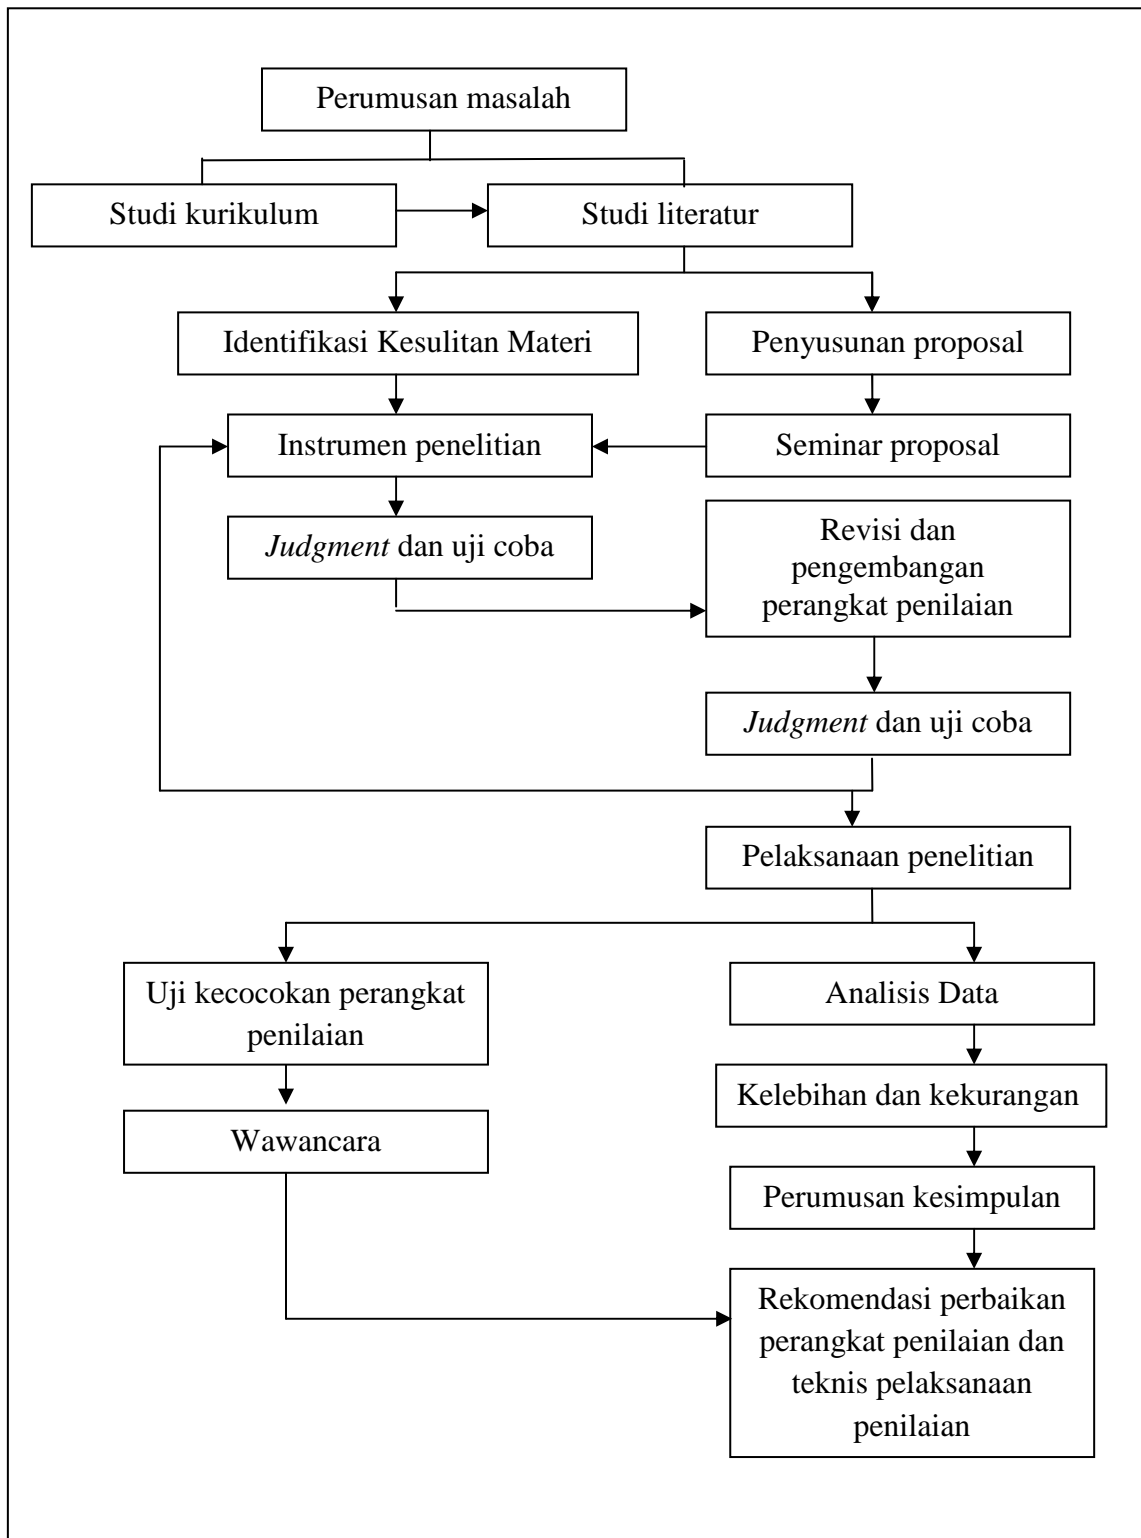 Perumusan masalah
Studi kurikulum
Studi literatur
Identifikasi Kesulitan Materi
Penyusunan proposal
Instrumen penelitian
Seminar proposal
Judgment dan uji coba
Revisi dan
pengembangan
perangkat penilaian
Judgment dan uji coba
Pelaksanaan penelitian
Uji kecocokan perangkat
penilaian
Analisis Data
Kelebihan dan kekurangan
Wawancara
Perumusan kesimpulan
Rekomendasi perbaikan
perangkat penilaian dan
teknis pelaksanaan
penilaian